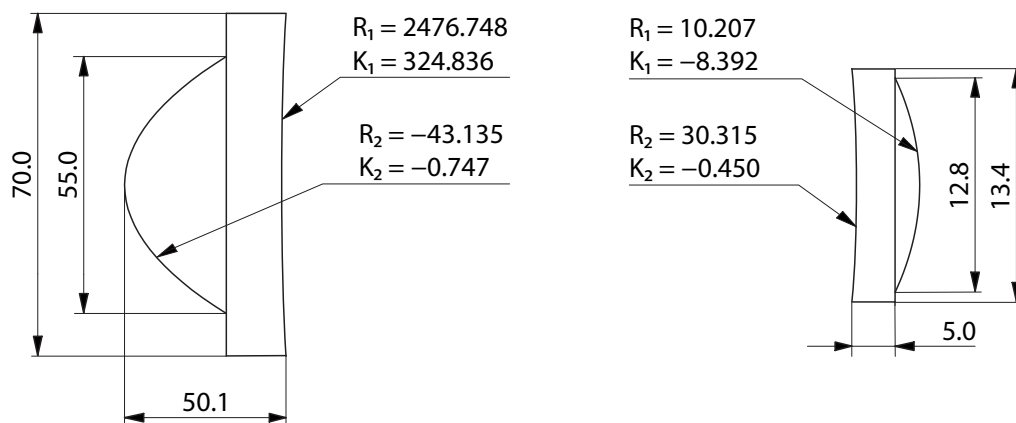 R₁ = 2476.748
K₁ = 324.836
R₂ = −43.135
K₂ = −0.747
70.0
55.0
50.1
R₁ = 10.207
K₁ = −8.392
R₂ = 30.315
K₂ = −0.450
12.8
13.4
5.0